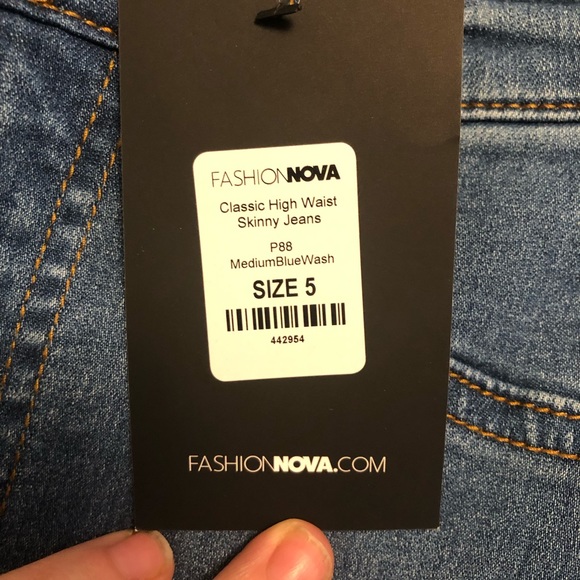 FASHIONNOVA
Classic High Waist
Skinny Jeans
P88
MediumBlueWash
SIZE 5
442954
FASHIONNOVA.COM